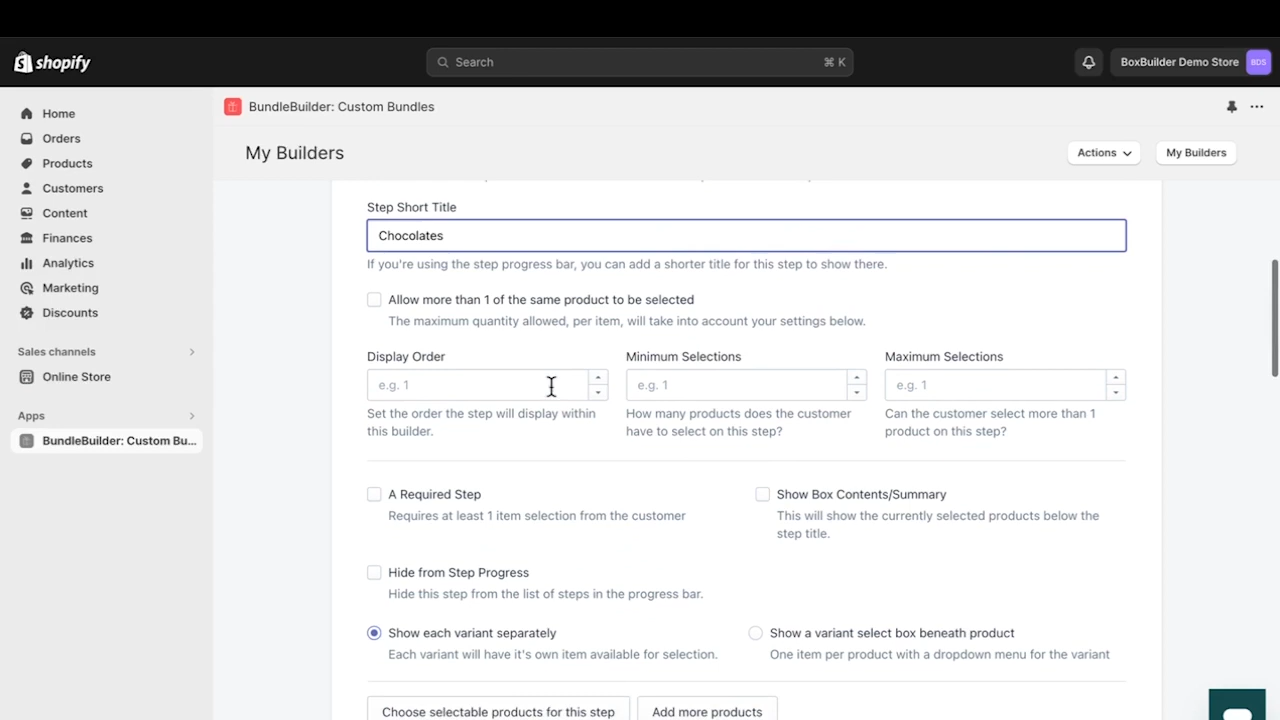 shopify
Search
⌘ K
BoxBuilder Demo Store
BDS
Home
Orders
Products
Customers
Content
Finances
Analytics
Marketing
Discounts
Sales channels
Online Store
Apps
BundleBuilder: Custom Bu...
BundleBuilder: Custom Bundles
My Builders
Actions
My Builders
Step Short Title
Chocolates
If you're using the step progress bar, you can add a shorter title for this step to show there.
Allow more than 1 of the same product to be selected
The maximum quantity allowed, per item, will take into account your settings below.
Display Order
Minimum Selections
Maximum Selections
e.g. 1
e.g. 1
e.g. 1
Set the order the step will display within
this builder.
How many products does the customer
have to select on this step?
Can the customer select more than 1
product on this step?
A Required Step
Requires at least 1 item selection from the customer
Show Box Contents/Summary
This will show the currently selected products below the
step title.
Hide from Step Progress
Hide this step from the list of steps in the progress bar.
Show each variant separately
Each variant will have it's own item available for selection.
Show a variant select box beneath product
One item per product with a dropdown menu for the variant
Choose selectable products for this step
Add more products